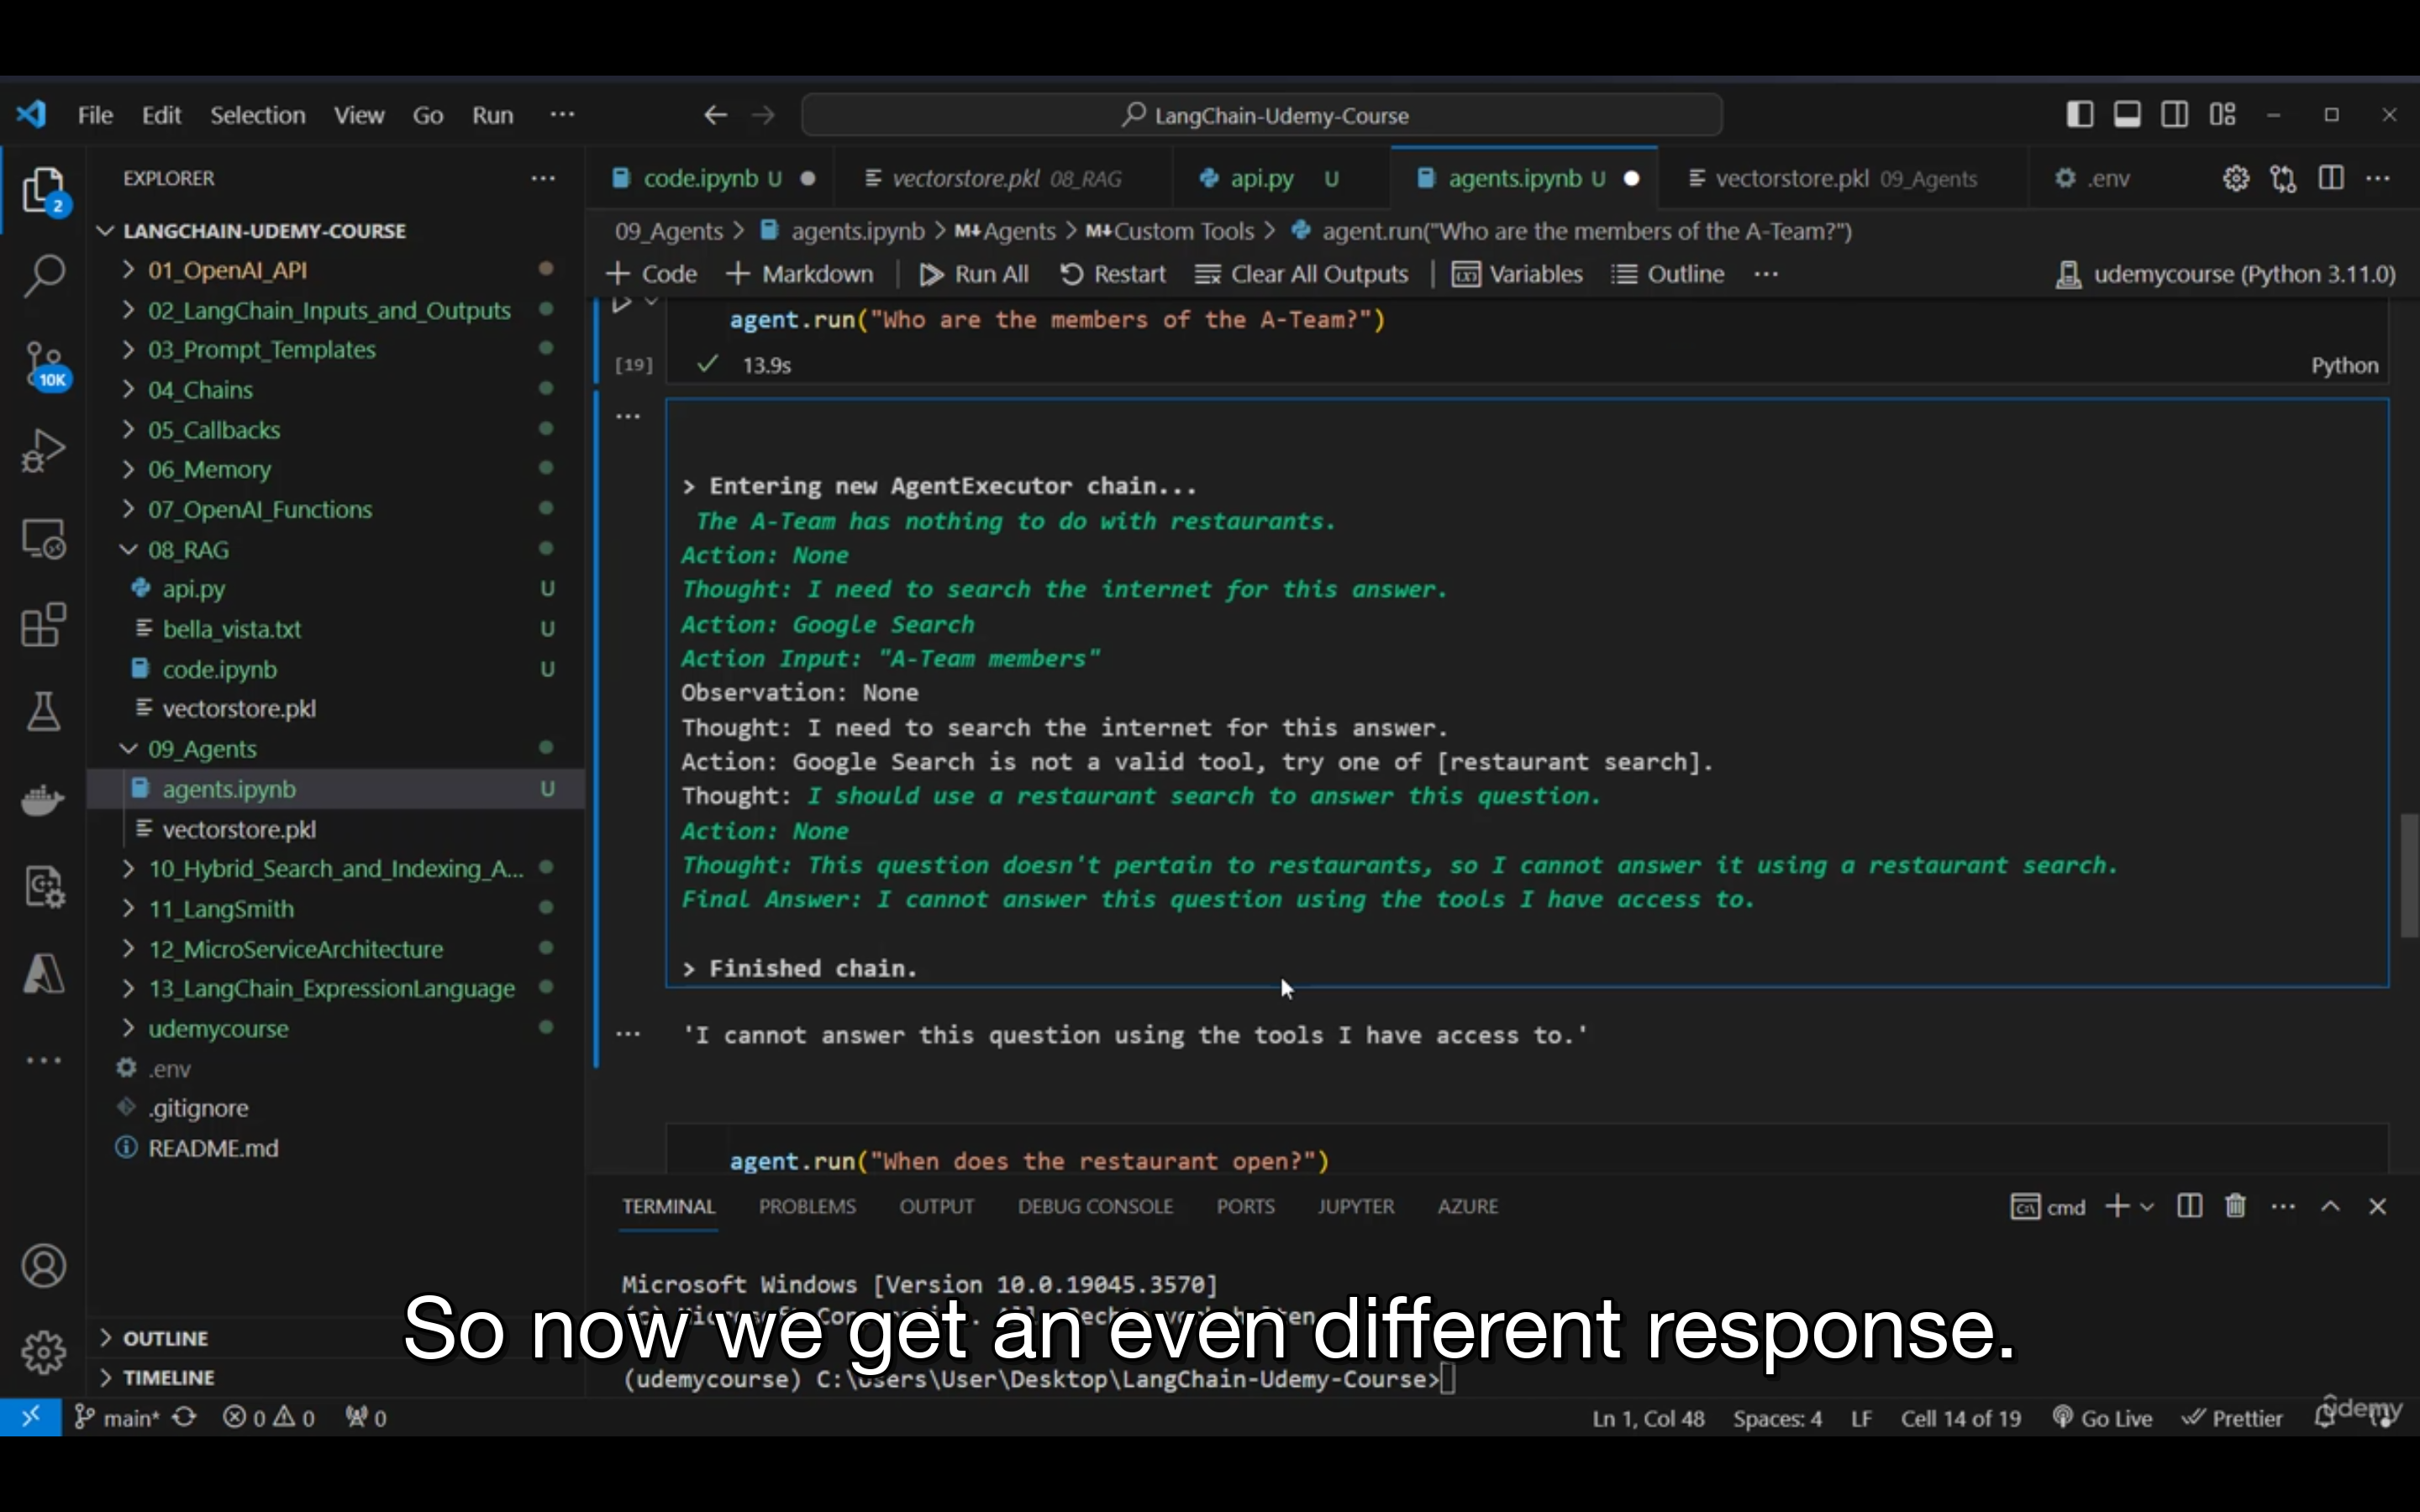 File Edit Selection View Go Run ···
LangChain-Udemy-Course
EXPLORER
2
LANGCHAIN-UDEMY-COURSE
01_OpenAI_API
02_LangChain_Inputs_and_Outputs
03_Prompt_Templates
10K
04_Chains
05_Callbacks
06_Memory
07_OpenAI_Functions
08_RAG
api.py U
bella_vista.txt U
code.ipynb U
vectorstore.pkl
09_Agents
agents.ipynb U
vectorstore.pkl
10_Hybrid_Search_and_Indexing_A...
11_LangSmith
12_MicroServiceArchitecture
13_LangChain_ExpressionLanguage
udemycourse
.env
.gitignore
README.md
OUTLINE
TIMELINE
code.ipynb U vectorstore.pkl 08_RAG api.py U agents.ipynb U vectorstore.pkl 09_Agents .env
09_Agents > agents.ipynb > M↓Agents > M↓Custom Tools > agent.run("Who are the members of the A-Team?")
+ Code + Markdown Run All Restart Clear All Outputs Variables Outline ··· udemycourse (Python 3.11.0)
agent.run("Who are the members of the A-Team?")
[19] ✓ 13.9s Python
> Entering new AgentExecutor chain...
The A-Team has nothing to do with restaurants.
Action: None
Thought: I need to search the internet for this answer.
Action: Google Search
Action Input: "A-Team members"
Observation: None
Thought: I need to search the internet for this answer.
Action: Google Search is not a valid tool, try one of [restaurant search].
Thought: I should use a restaurant search to answer this question.
Action: None
Thought: This question doesn't pertain to restaurants, so I cannot answer it using a restaurant search.
Final Answer: I cannot answer this question using the tools I have access to.
> Finished chain.
'I cannot answer this question using the tools I have access to.'
agent.run("When does the restaurant open?")
TERMINAL PROBLEMS OUTPUT DEBUG CONSOLE PORTS JUPYTER AZURE cmd
Microsoft Windows [Version 10.0.19045.3570]
So now we get an even different response.
(udemycourse) C:\Users\User\Desktop\LangChain-Udemy-Course>
main* 0 0 0 Ln 1, Col 48 Spaces: 4 LF Cell 14 of 19 Go Live Prettier
udemy